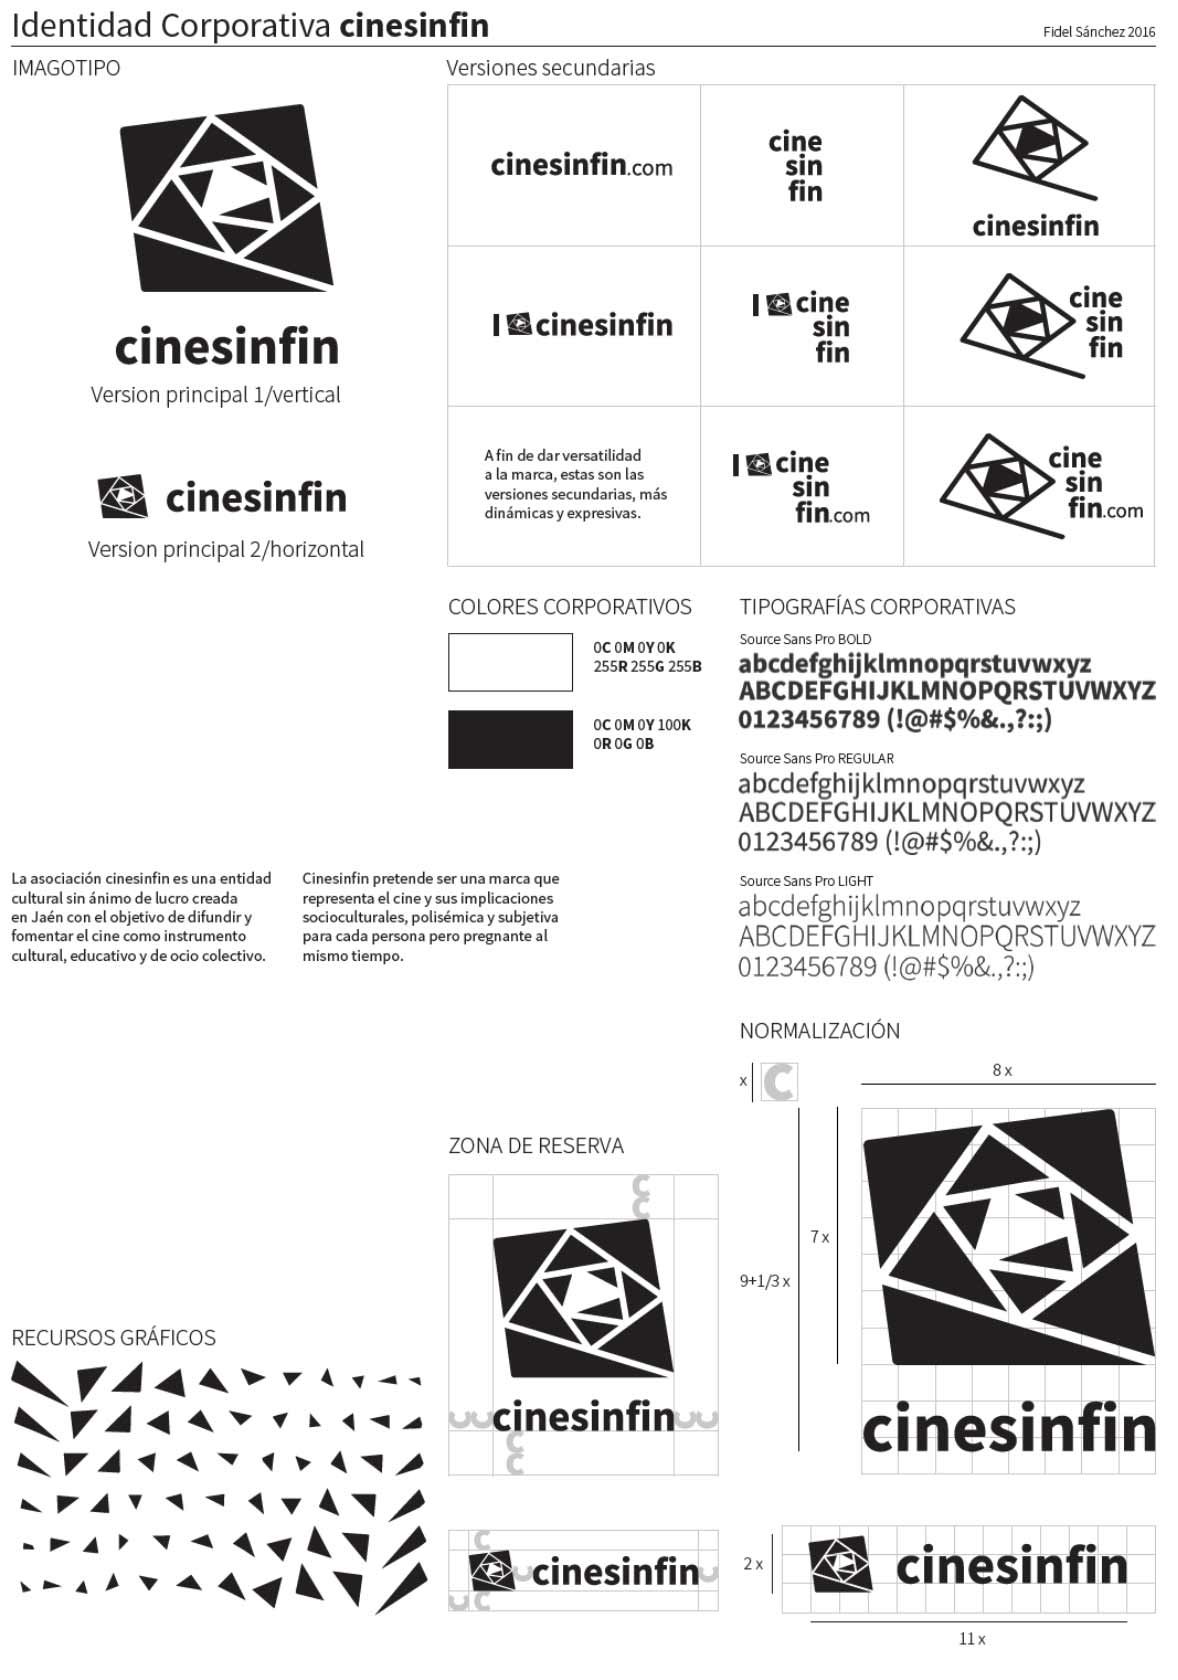 Identidad Corporativa cinesinfin
Fidel Sánchez 2016
IMAGOTIPO
cinesinfin
Version principal 1/vertical
cinesinfin
Version principal 2/horizontal
Versiones secundarias
cinesinfin.com
cine
sin
fin
cinesinfin
I cinesinfin
I cine
sin
fin
cine
sin
fin
A fin de dar versatilidad
a la marca, estas son las
versiones secundarias, más
dinámicas y expresivas.
I cine
sin
fin.com
cine
sin
fin.com
COLORES CORPORATIVOS
0C 0M 0Y 0K
255R 255G 255B
0C 0M 0Y 100K
0R 0G 0B
TIPOGRAFÍAS CORPORATIVAS
Source Sans Pro BOLD
abcdefghijklmnopqrstuvwxyz
ABCDEFGHIJKLMNOPQRSTUVWXYZ
0123456789 (!@#$%&.,?:;)
Source Sans Pro REGULAR
abcdefghijklmnopqrstuvwxyz
ABCDEFGHIJKLMNOPQRSTUVWXYZ
0123456789 (!@#$%&.,?:;)
Source Sans Pro LIGHT
abcdefghijklmnopqrstuvwxyz
ABCDEFGHIJKLMNOPQRSTUVWXYZ
0123456789 (!@#$%&.,?:;)
La asociación cinesinfin es una entidad
cultural sin ánimo de lucro creada
en Jaén con el objetivo de difundir y
fomentar el cine como instrumento
cultural, educativo y de ocio colectivo.
Cinesinfin pretende ser una marca que
representa el cine y sus implicaciones
socioculturales, polisémica y subjetiva
para cada persona pero pregnante al
mismo tiempo.
NORMALIZACIÓN
x
c
8 x
7 x
9+1/3 x
cinesinfin
2 x
cinesinfin
11 x
ZONA DE RESERVA
c
c
c c cinesinfin c c
c
c
c
c cinesinfin c
c c
RECURSOS GRÁFICOS